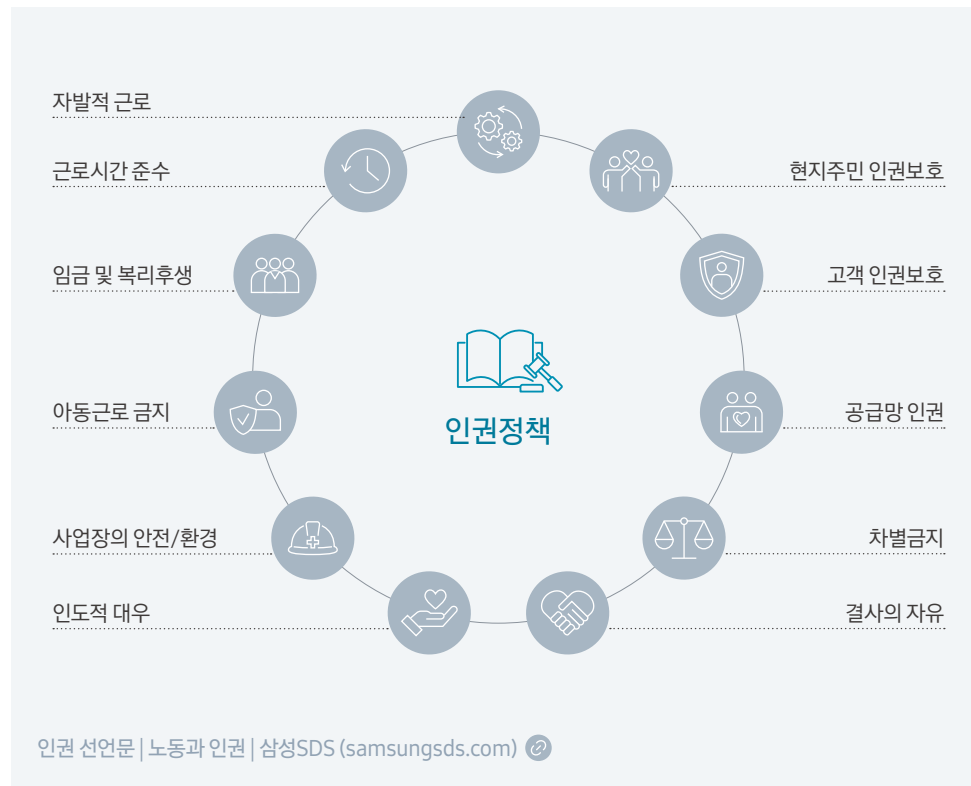 자발적 근로
근로시간 준수
현지주민 인권보호
임금 및 복리후생
고객 인권보호
아동근로 금지
공급망 인권
인권정책
사업장의 안전/환경
차별금지
인도적 대우
결사의 자유
인권 선언문 | 노동과 인권 | 삼성SDS (samsungsds.com)